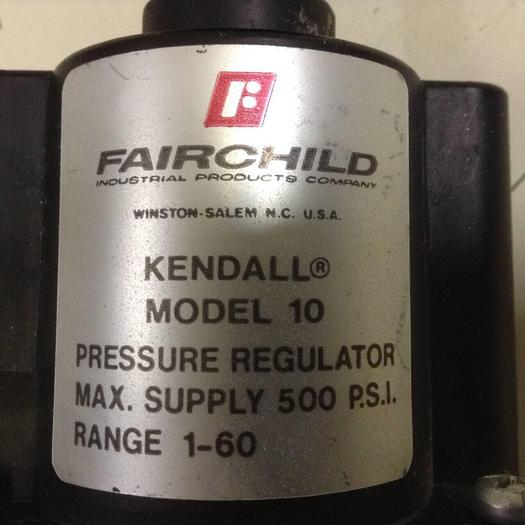 FAIRCHILD
INDUSTRIAL PRODUCTS COMPANY
WINSTON-SALEM N.C. U.S.A.
KENDALL®
MODEL 10
PRESSURE REGULATOR
MAX. SUPPLY 500 P.S.I.
RANGE 1-60